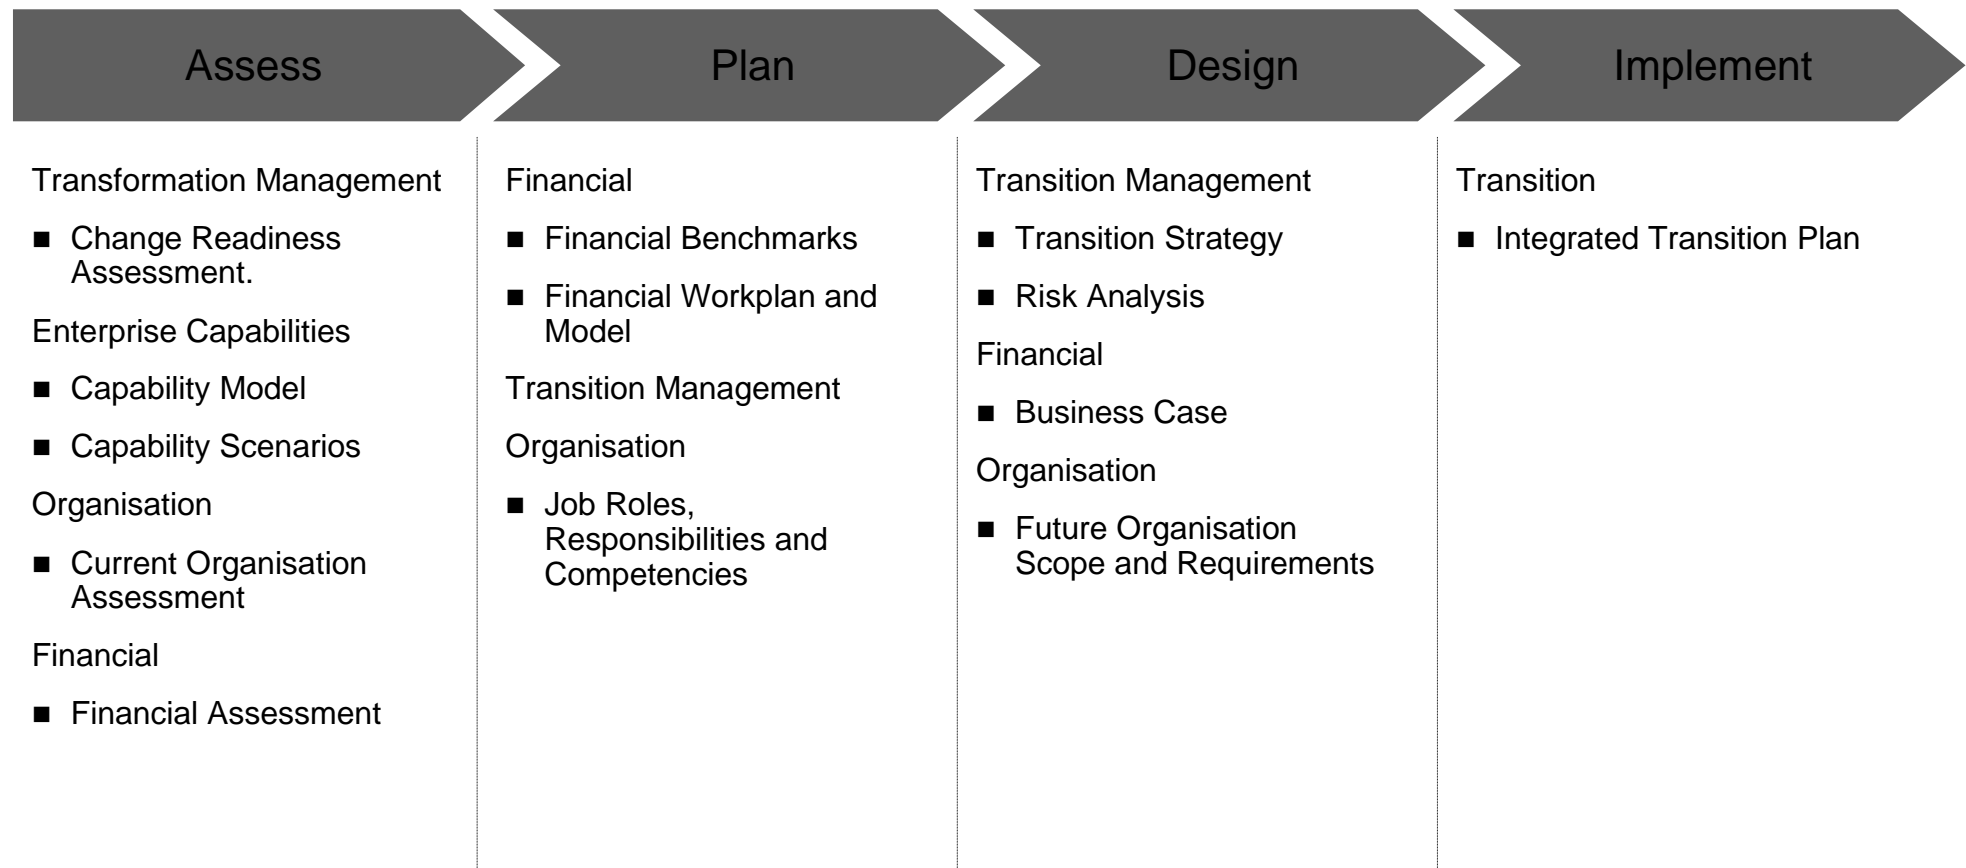 Assess
Plan
Design
Implement
Transformation Management
■ Change Readiness
Assessment.
Enterprise Capabilities
■ Capability Model
■ Capability Scenarios
Organisation
■ Current Organisation
Assessment
Financial
■ Financial Assessment
Financial
■ Financial Benchmarks
■ Financial Workplan and
Model
Transition Management
Organisation
■ Job Roles,
Responsibilities and
Competencies
Transition Management
■ Transition Strategy
■ Risk Analysis
Financial
■ Business Case
Organisation
■ Future Organisation
Scope and Requirements
Transition
■ Integrated Transition Plan